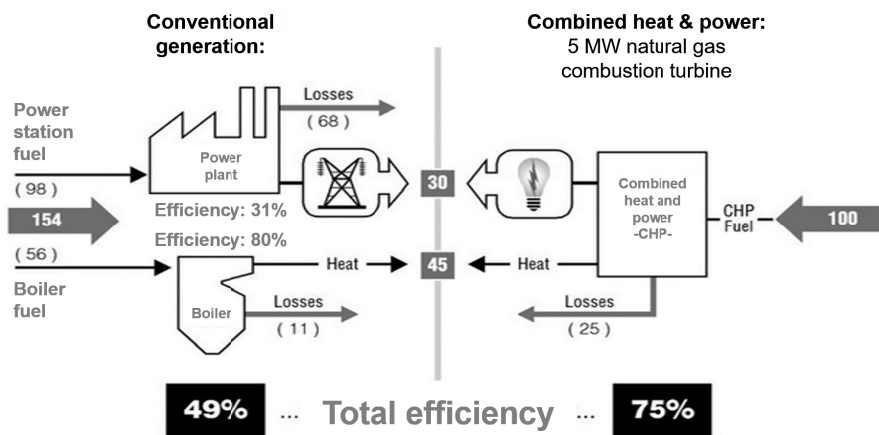 Conventional
generation:
Combined heat & power:
5 MW natural gas
combustion turbine
Power
station
fuel
( 98 )
154
( 56 )
Boiler
fuel
Losses
( 68 )
Power
plant
Efficiency: 31%
Efficiency: 80%
Heat
Boiler
Losses
( 11 )
30
45
Heat
Combined
heat and
power
-CHP-
CHP
Fuel
100
Losses
( 25 )
49% ... Total efficiency ... 75%